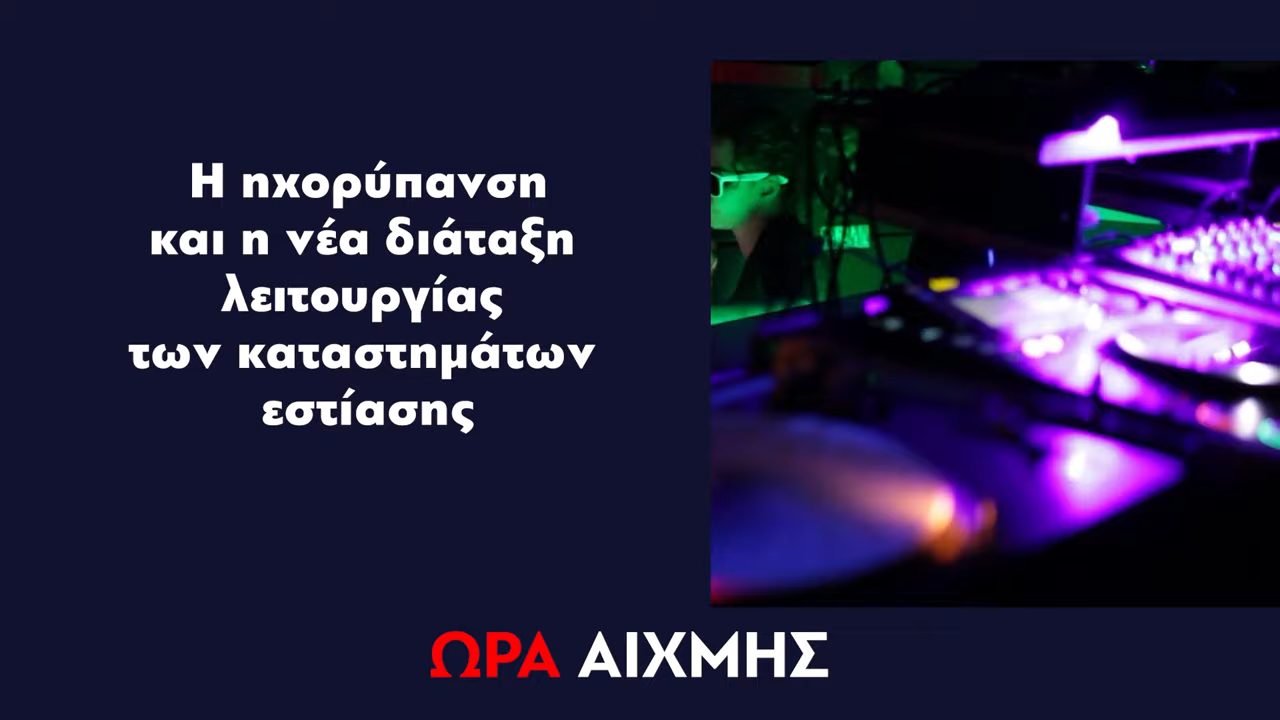 Η ηχορύπανση
και η νέα διάταξη
λειτουργίας
των καταστημάτων
εστίασης
ΩΡΑ ΑΙΧΜΗΣ